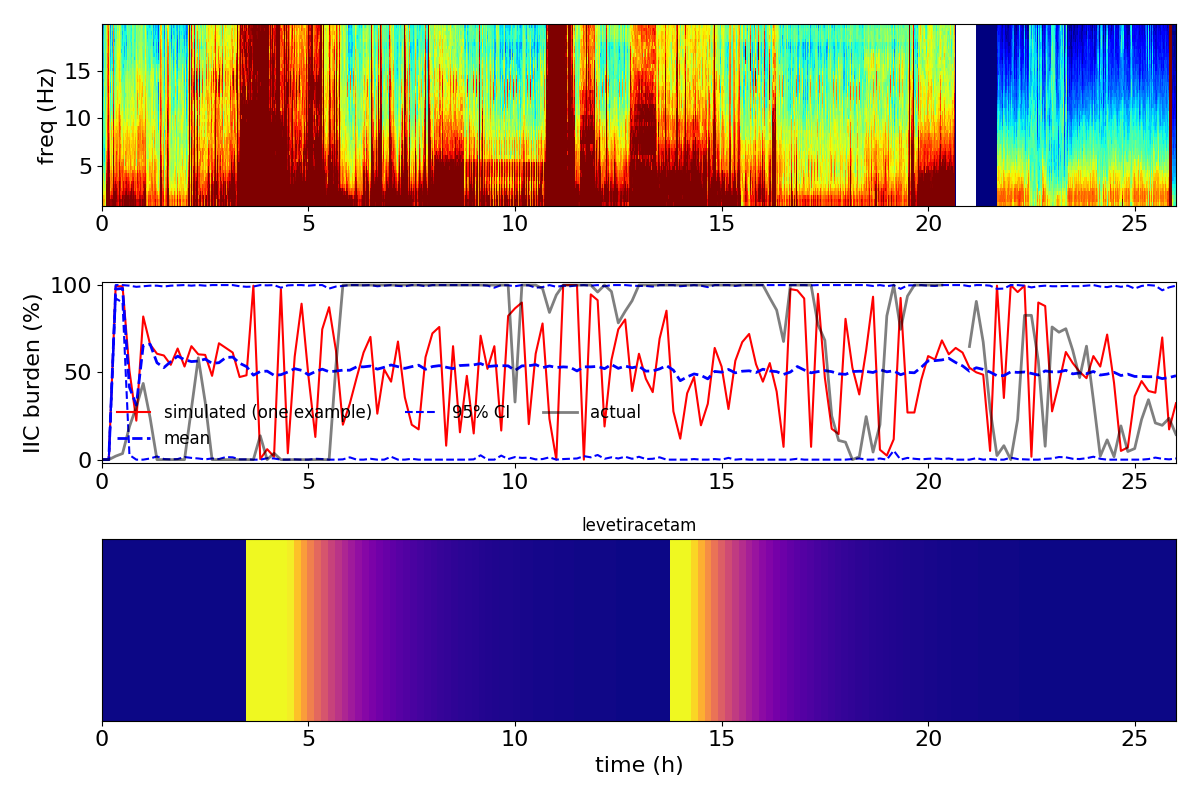 freq (Hz)
15
10
5
0 5 10 15 20 25
IIC burden (%)
100
50
0
simulated (one example) 95% CI actual
mean
0 5 10 15 20 25
levetiracetam
0 5 10 15 20 25
time (h)